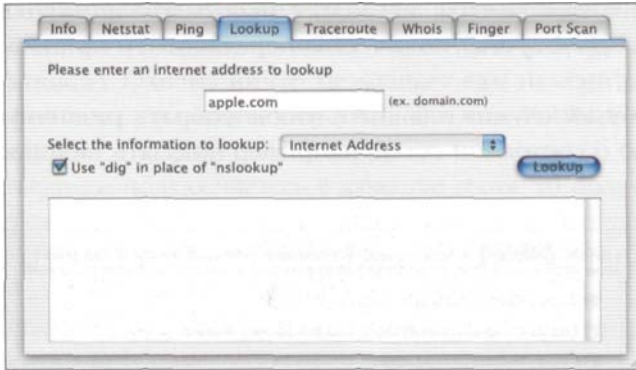 Info Netstat Ping Lookup Traceroute Whois Finger Port Scan
Please enter an internet address to lookup
apple.com (ex. domain.com)
Select the information to lookup: Internet Address
Use "dig" in place of "nslookup"
Lookup